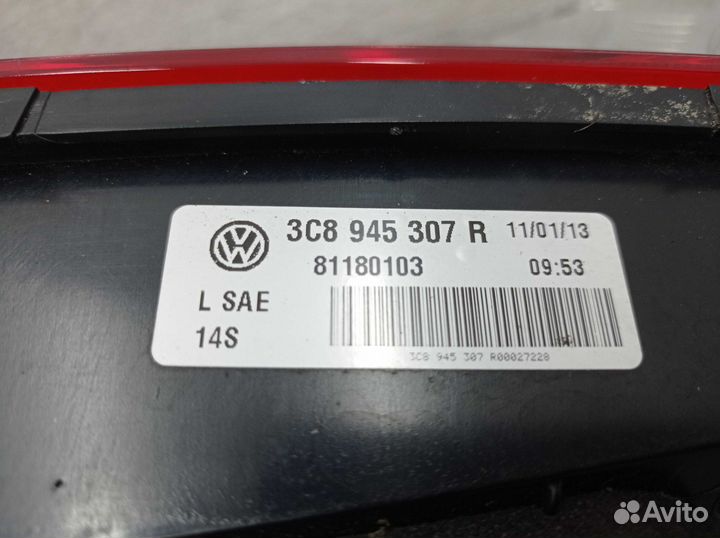 3C8 945 307 R 11/01/13
81180103 09:53
L SAE
14S
3C8 945 307 R00027228
Avito